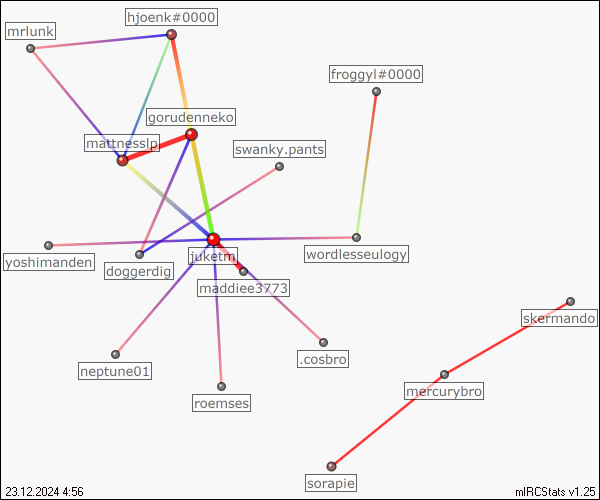 hjoenk#0000
mrlunk
froggyl#0000
gorudenneko
mattnesslp
swanky.pants
juketm
wordlesseulogy
yoshimanden
doggerdig
maddiee3773
skermando
.cosbro
neptune01
mercurybro
roemses
sorapie
23.12.2024 4:56
mIRCStats v1.25